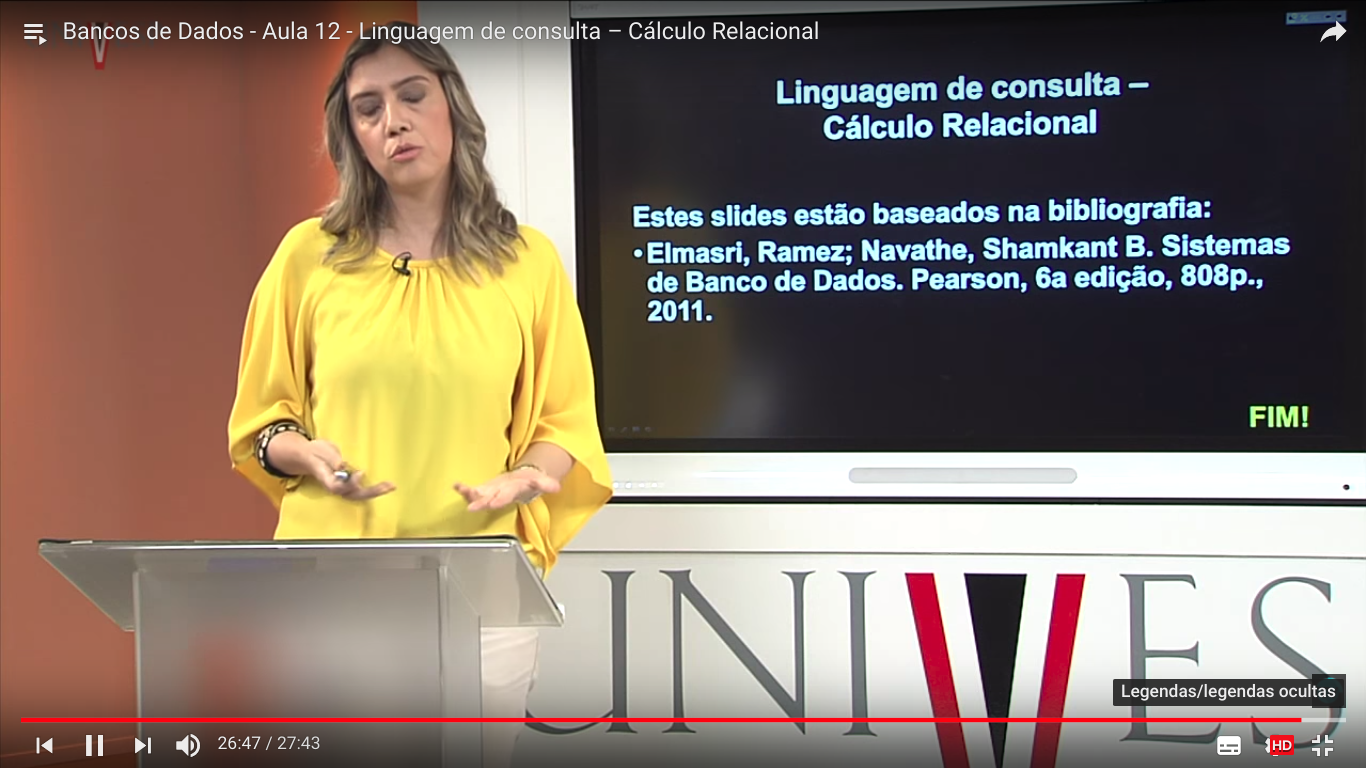 Bancos de Dados - Aula 12 - Linguagem de consulta – Cálculo Relacional
Linguagem de consulta –
Cálculo Relacional
Estes slides estão baseados na bibliografia:
•Elmasri, Ramez; Navathe, Shamkant B. Sistemas
de Banco de Dados. Pearson, 6a edição, 808p.,
2011.
FIM!
UNIVES
Legendas/legendas ocultas
26:47 / 27:43
HD